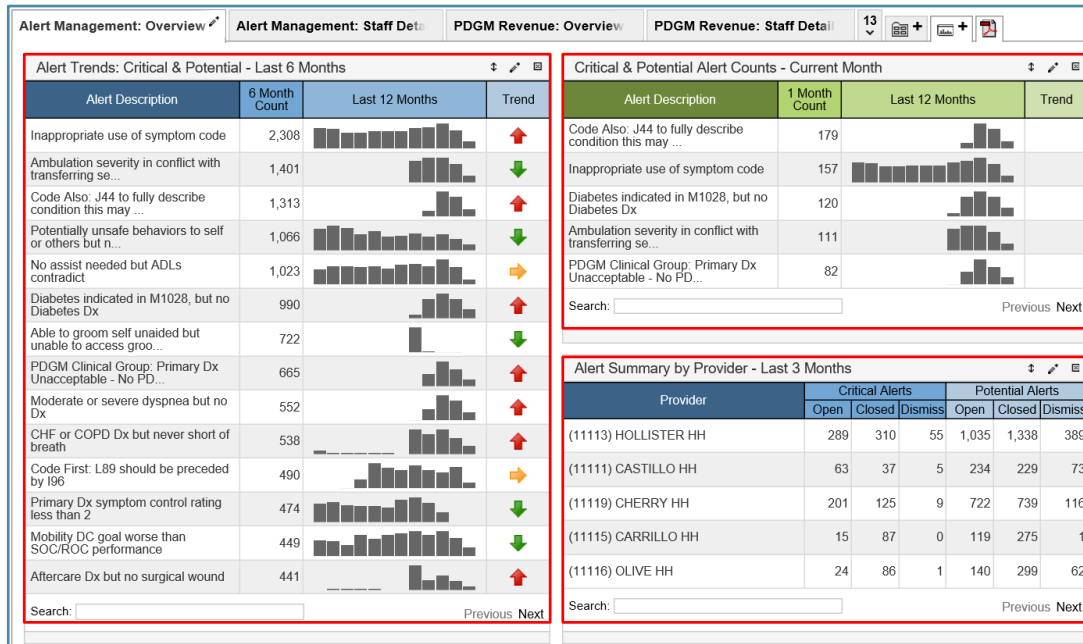 Alert Management: Overview
Alert Management: Staff Deta
PDGM Revenue: Overview
PDGM Revenue: Staff Detail
13
Alert Trends: Critical & Potential - Last 6 Months
Alert Description 6 Month Count Last 12 Months Trend
Inappropriate use of symptom code 2,308
Ambulation severity in conflict with
transferring se... 1,401
Code Also: J44 to fully describe
condition this may ... 1,313
Potentially unsafe behaviors to self
or others but n... 1,066
No assist needed but ADLs
contradict 1,023
Diabetes indicated in M1028, but no
Diabetes Dx 990
Able to groom self unaided but
unable to access groo... 722
PDGM Clinical Group: Primary Dx
Unacceptable - No PD... 665
Moderate or severe dyspnea but no
Dx 552
CHF or COPD Dx but never short of
breath 538
Code First: L89 should be preceded
by I96 490
Primary Dx symptom control rating
less than 2 474
Mobility DC goal worse than
SOC/ROC performance 449
Aftercare Dx but no surgical wound 441
Search: Previous Next
Critical & Potential Alert Counts - Current Month
Alert Description 1 Month Count Last 12 Months Trend
Code Also: J44 to fully describe
condition this may ... 179
Inappropriate use of symptom code 157
Diabetes indicated in M1028, but no
Diabetes Dx 120
Ambulation severity in conflict with
transferring se... 111
PDGM Clinical Group: Primary Dx
Unacceptable - No PD... 82
Search: Previous Next
Alert Summary by Provider - Last 3 Months
Provider Critical Alerts Potential Alerts
Open Closed Dismiss Open Closed Dismiss
(11113) HOLLISTER HH 289 310 55 1,035 1,338 389
(11111) CASTILLO HH 63 37 5 234 229 73
(11119) CHERRY HH 201 125 9 722 739 116
(11115) CARRILLO HH 15 87 0 119 275 1
(11116) OLIVE HH 24 86 1 140 299 62
Search: Previous Next